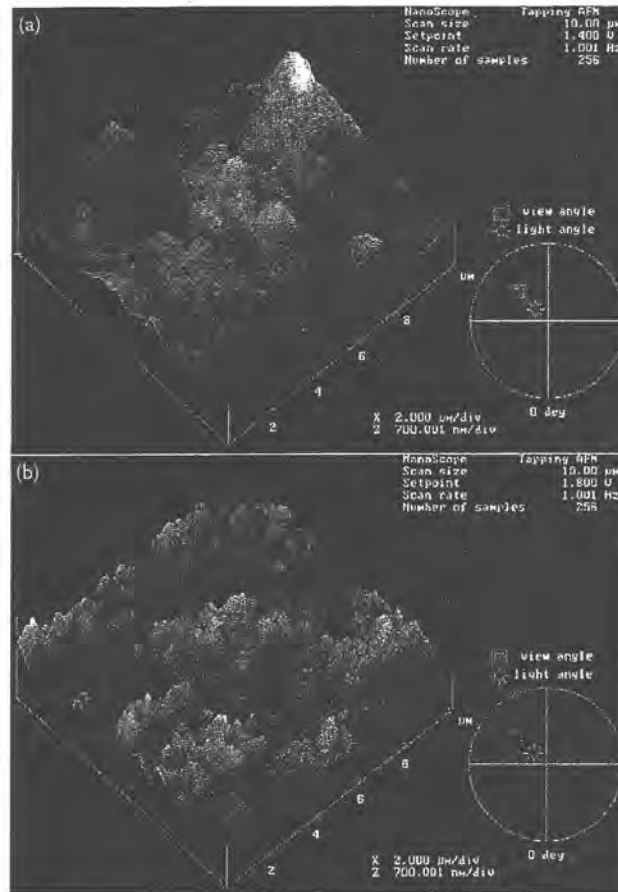 (a)
NanoScope Tapping AFM
Scan size 10.00 µm
Setpoint 1.400 V
Scan rate 1.001 Hz
Number of samples 256
view angle
light angle
µm
8
6
4
2
X 2.000 µm/div
Z 700.001 nm/div
0 deg
(b)
NanoScope Tapping AFM
Scan size 10.00 µm
Setpoint 1.800 V
Scan rate 1.001 Hz
Number of samples 256
view angle
light angle
µm
8
6
4
2
X 2.000 µm/div
Z 700.001 nm/div
0 deg